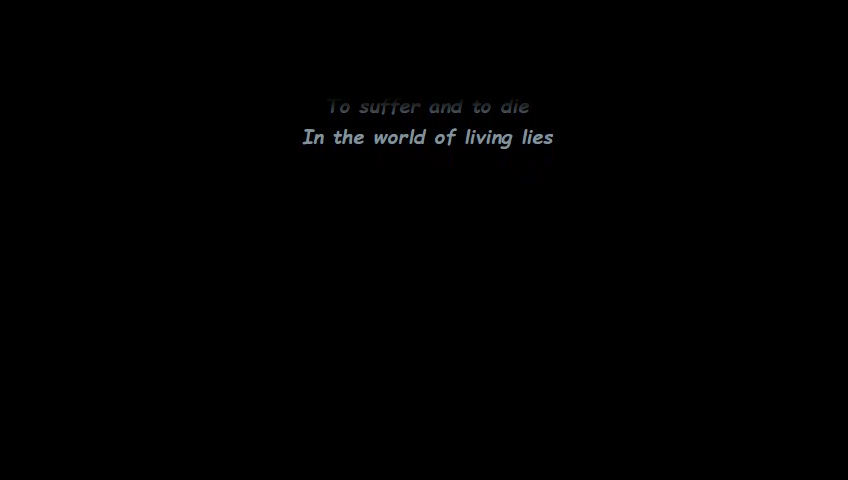 To suffer and to die
In the world of living lies